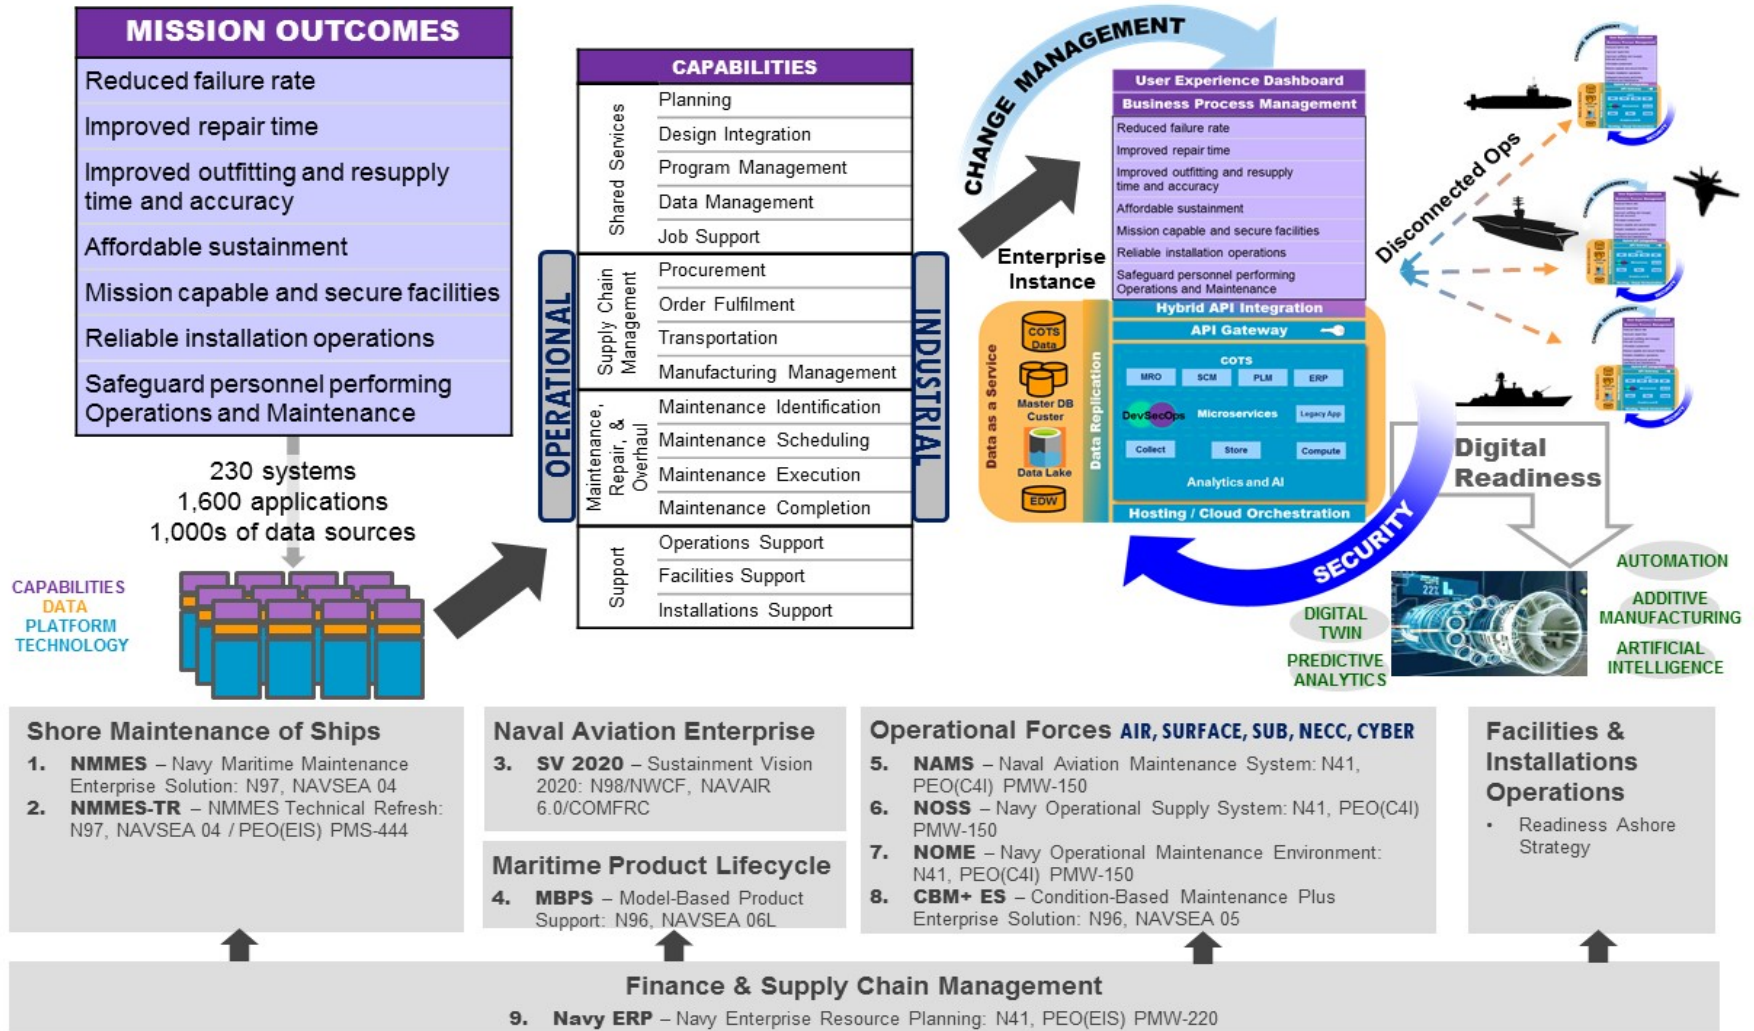 MISSION OUTCOMES
Reduced failure rate
Improved repair time
Improved outfitting and resupply
time and accuracy
Affordable sustainment
Mission capable and secure facilities
Reliable installation operations
Safeguard personnel performing
Operations and Maintenance
230 systems
1,600 applications
1,000s of data sources
CAPABILITIES
DATA
PLATFORM
TECHNOLOGY
OPERATIONAL
CAPABILITIES
Shared Services
Planning
Design Integration
Program Management
Data Management
Job Support
Supply Chain
Management
Procurement
Order Fulfilment
Transportation
Manufacturing Management
Maintenance,
Repair, &
Overhaul
Maintenance Identification
Maintenance Scheduling
Maintenance Execution
Maintenance Completion
Support
Operations Support
Facilities Support
Installations Support
INDUSTRIAL
CHANGE MANAGEMENT
Enterprise
Instance
User Experience Dashboard
Business Process Management
Reduced failure rate
Improved repair time
Improved outfitting and resupply
time and accuracy
Affordable sustainment
Mission capable and secure facilities
Reliable installation operations
Safeguard personnel performing
Operations and Maintenance
Hybrid API Integration
API Gateway
Data as a Service
COTS
Data
Master DB
Custer
Data Lake
EDW
Data Replication
COTS
MRO
SCM
PLM
ERP
DevSecOps
Microservices
Legacy App
Collect
Store
Compute
Analytics and AI
Hosting / Cloud Orchestration
SECURITY
Disconnected Ops
Digital
Readiness
22%
DIGITAL
TWIN
PREDICTIVE
ANALYTICS
AUTOMATION
ADDITIVE
MANUFACTURING
ARTIFICIAL
INTELLIGENCE
Shore Maintenance of Ships
1. NMMES – Navy Maritime Maintenance
Enterprise Solution: N97, NAVSEA 04
2. NMMES-TR – NMMES Technical Refresh:
N97, NAVSEA 04 / PEO(EIS) PMS-444
Naval Aviation Enterprise
3. SV 2020 – Sustainment Vision
2020: N98/NWCF, NAVAIR
6.0/COMFRC
Maritime Product Lifecycle
4. MBPS – Model-Based Product
Support: N96, NAVSEA 06L
Operational Forces AIR, SURFACE, SUB, NECC, CYBER
5. NAMS – Naval Aviation Maintenance System: N41,
PEO(C4I) PMW-150
6. NOSS – Navy Operational Supply System: N41, PEO(C4I)
PMW-150
7. NOME – Navy Operational Maintenance Environment:
N41, PEO(C4I) PMW-150
8. CBM+ ES – Condition-Based Maintenance Plus
Enterprise Solution: N96, NAVSEA 05
Facilities &
Installations
Operations
• Readiness Ashore
Strategy
Finance & Supply Chain Management
9. Navy ERP – Navy Enterprise Resource Planning: N41, PEO(EIS) PMW-220